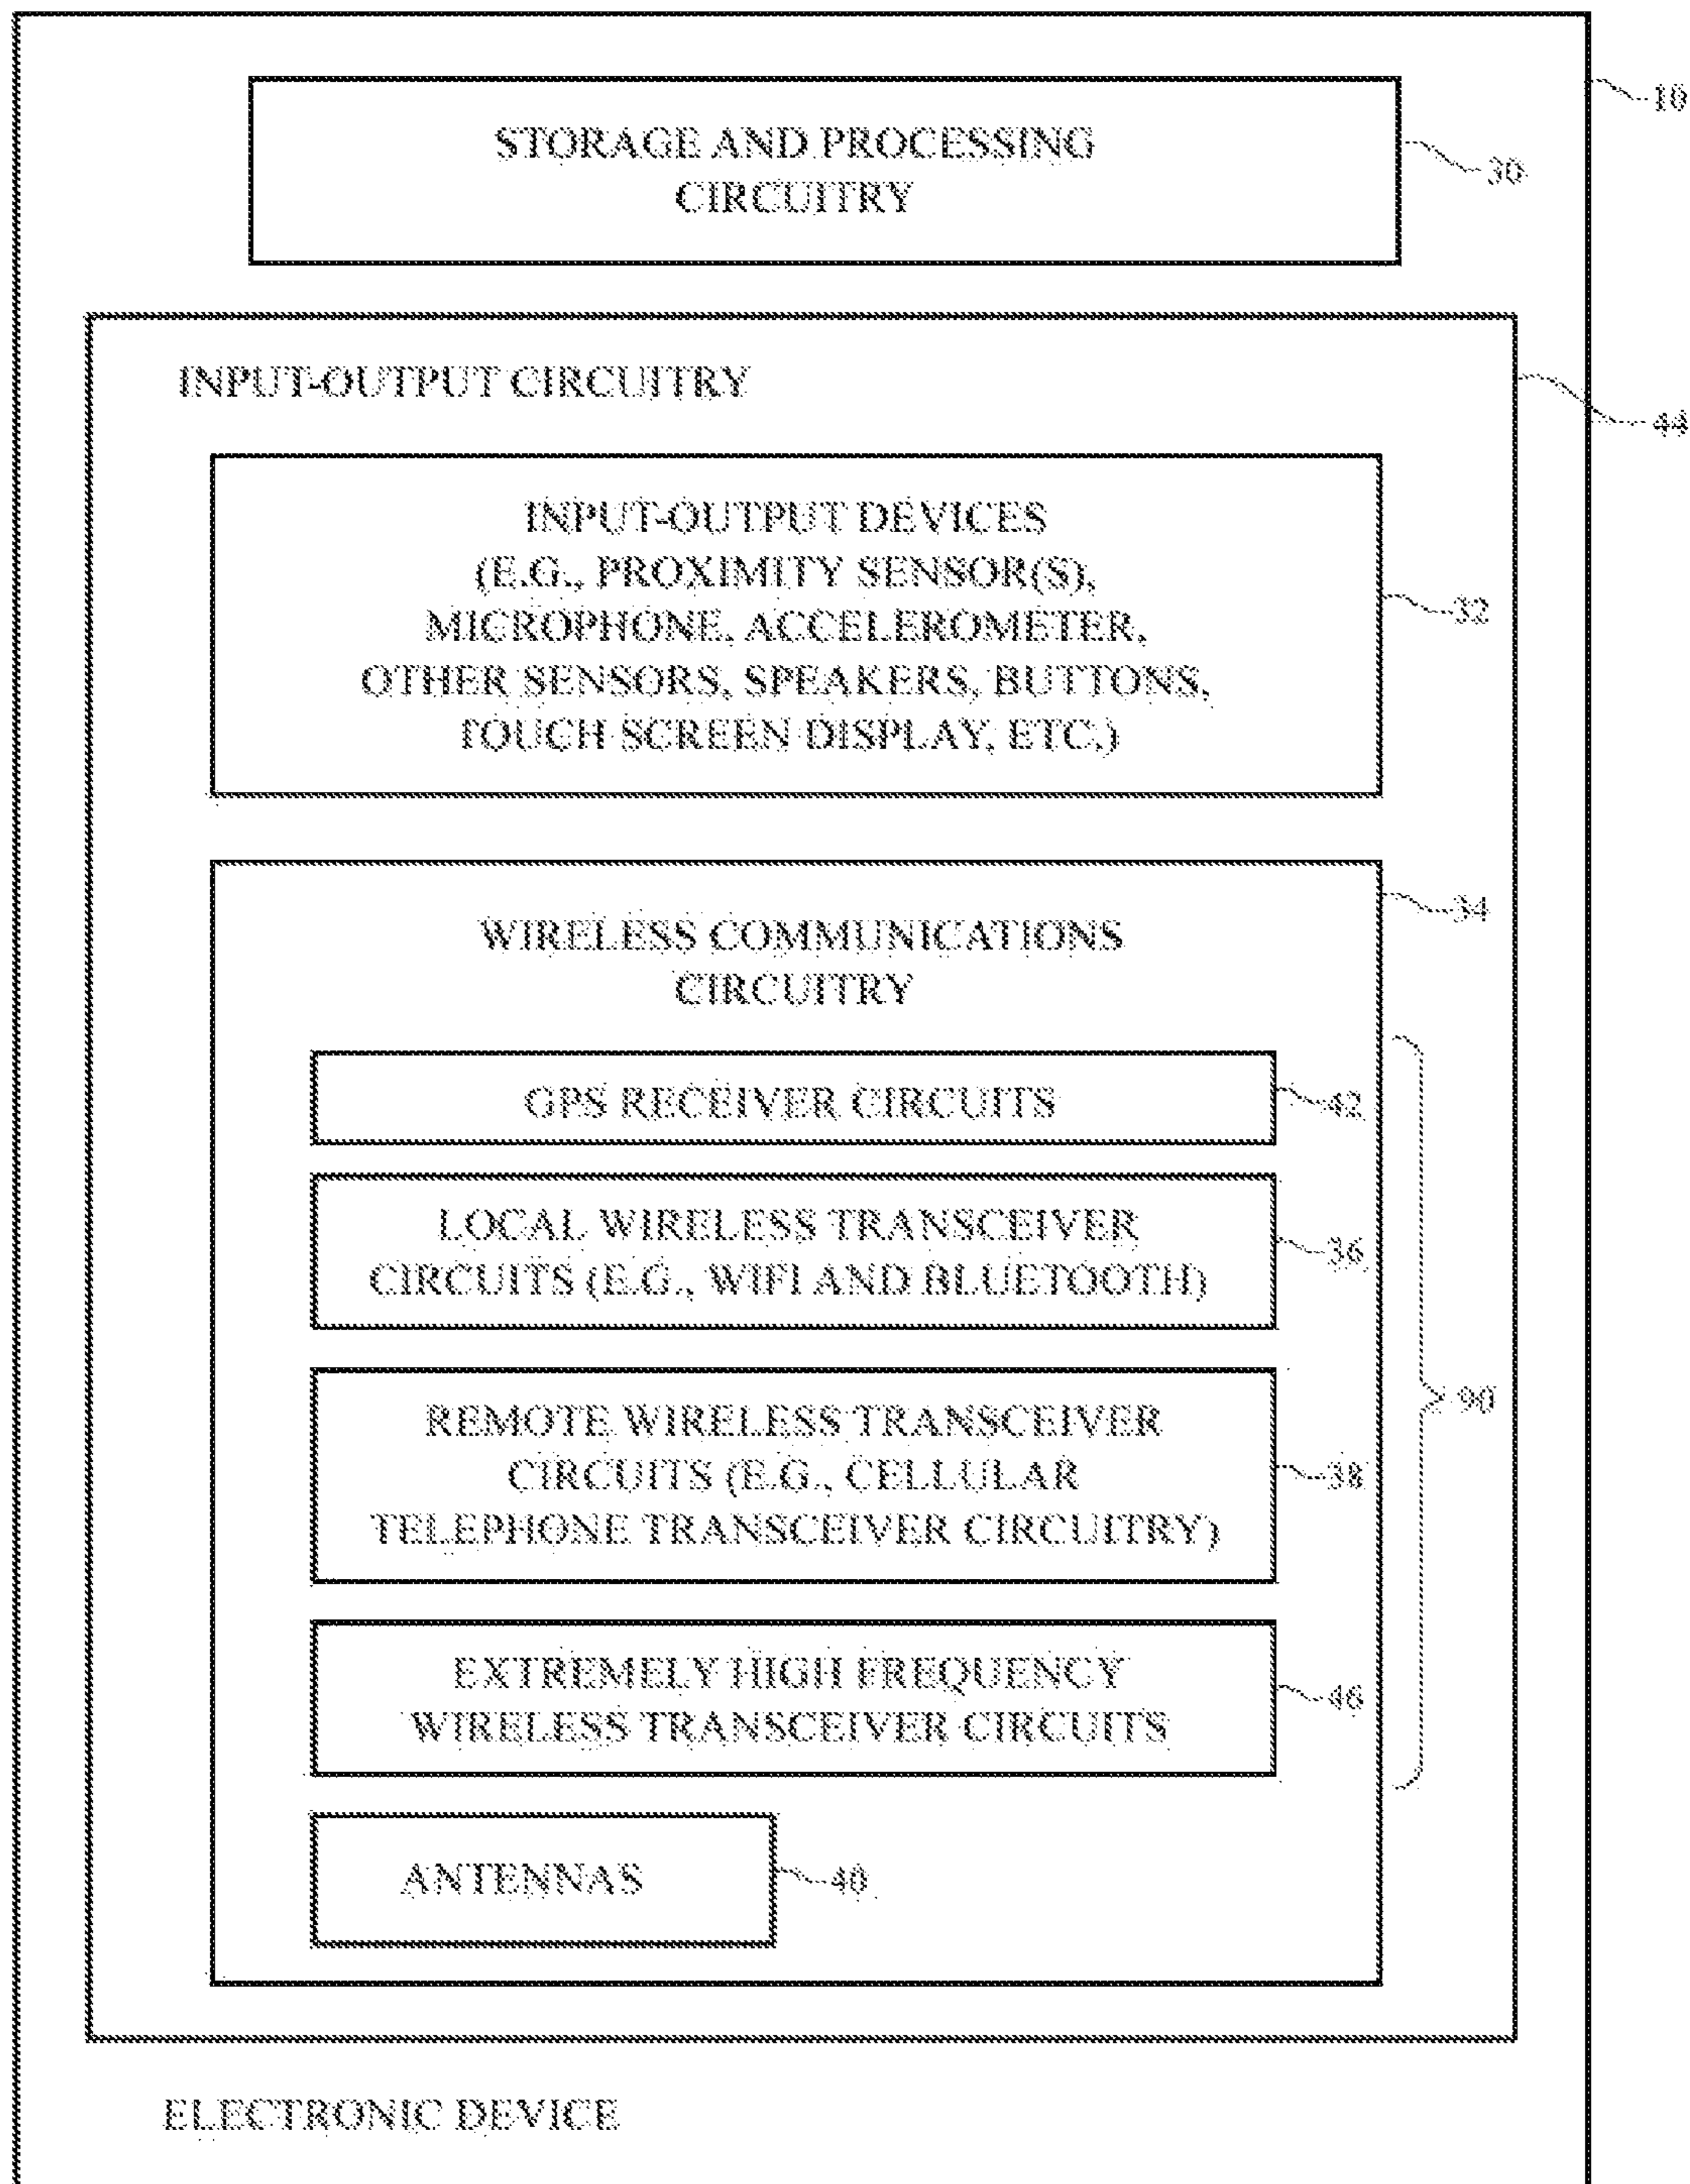 10
STORAGE AND PROCESSING
CIRCUITRY
30
INPUT-OUTPUT CIRCUITRY
44
INPUT-OUTPUT DEVICES
(E.G., PROXIMITY SENSOR(S),
MICROPHONE, ACCELEROMETER,
OTHER SENSORS, SPEAKERS, BUTTONS,
TOUCH SCREEN DISPLAY, ETC.)
32
34
WIRELESS COMMUNICATIONS
CIRCUITRY
GPS RECEIVER CIRCUITS
42
LOCAL WIRELESS TRANSCEIVER
CIRCUITS (E.G., WIFI AND BLUETOOTH)
36
90
REMOTE WIRELESS TRANSCEIVER
CIRCUITS (E.G., CELLULAR
TELEPHONE TRANSCEIVER CIRCUITRY)
38
EXTREMELY HIGH FREQUENCY
WIRELESS TRANSCEIVER CIRCUITS
46
ANTENNAS
40
ELECTRONIC DEVICE